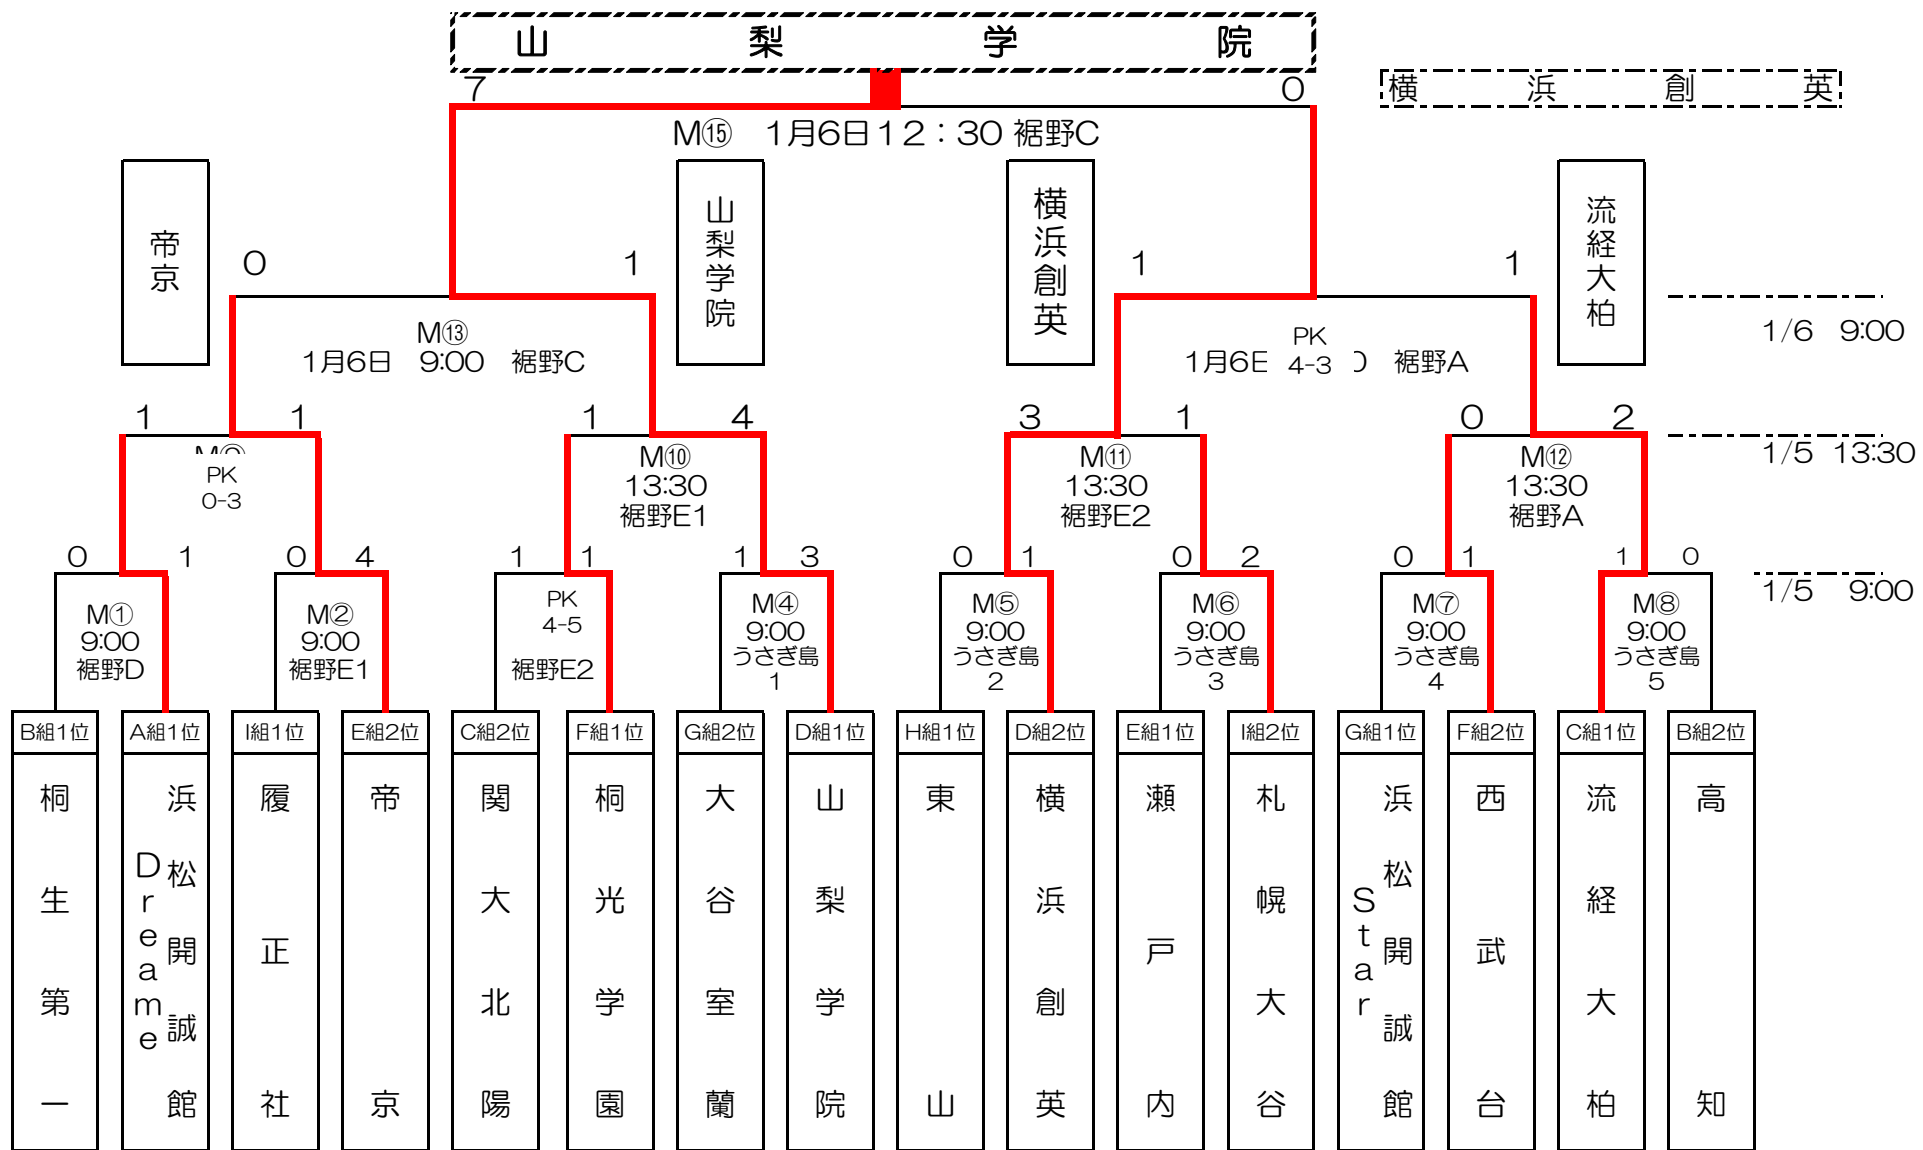 山梨学院
7
0
横浜創英
M⑮ 1月6日12：30 裾野C
帝京
山梨学院
横浜創英
流経大柏
0
1
1
1
M⑬
1月6日 9:00 裾野C
PK
4-3
1月6日
裾野A
1/6 9:00
1
1
1
4
3
1
0
2
PK
0-3
M⑩
13:30
裾野E1
M⑪
13:30
裾野E2
M⑫
13:30
裾野A
1/5 13:30
0
1
0
4
1
1
1
3
0
1
0
2
0
1
1
0
M①
9:00
裾野D
M②
9:00
裾野E1
PK
4-5
裾野E2
M④
9:00
うさぎ島
1
M⑤
9:00
うさぎ島
2
M⑥
9:00
うさぎ島
3
M⑦
9:00
うさぎ島
4
M⑧
9:00
うさぎ島
5
1/5 9:00
B組1位
A組1位
I組1位
E組2位
C組2位
F組1位
G組2位
D組1位
H組1位
D組2位
E組1位
I組2位
G組1位
F組2位
C組1位
B組2位
桐生第一
浜松開誠館
Dreame
履正社
帝京
関大北陽
桐光学園
大谷室蘭
山梨学院
東山
横浜創英
瀬戸内
札幌大谷
浜松開誠館
Star
西武台
流経大柏
高知